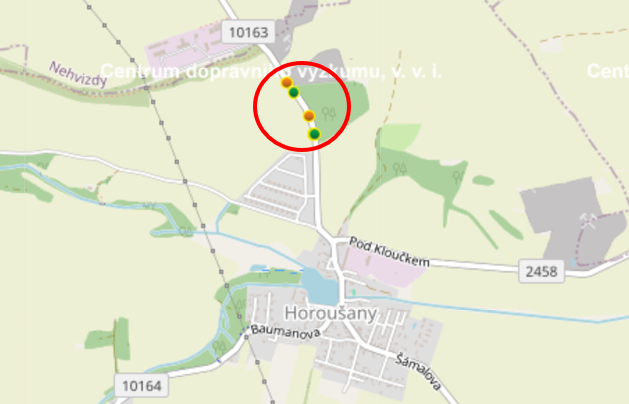 10163
Nehvizdy
Centrum dopravního výzkumu, v. v. i.
Cent
Pod Kloučkem
2458
Horoušany
Baumanova
Šámalova
10164